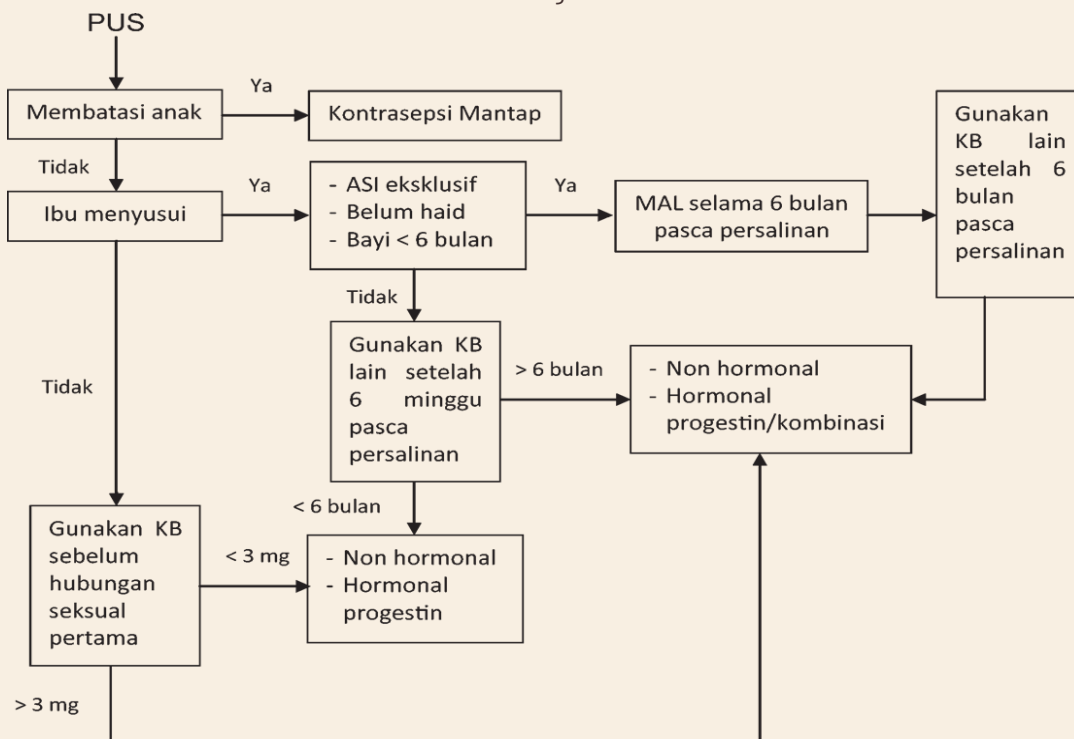 PUS
Membatasi anak
Ya
Kontrasepsi Mantap
Tidak
Ibu menyusui
Ya
- ASI eksklusif
- Belum haid
- Bayi < 6 bulan
Ya
MAL selama 6 bulan
pasca persalinan
Gunakan
KB lain
setelah 6
bulan
pasca
persalinan
Tidak
Gunakan KB
lain setelah
6 minggu
pasca
persalinan
> 6 bulan
- Non hormonal
- Hormonal
progestin/kombinasi
Tidak
< 6 bulan
Gunakan KB
sebelum
hubungan
seksual
pertama
< 3 mg
- Non hormonal
- Hormonal
progestin
> 3 mg